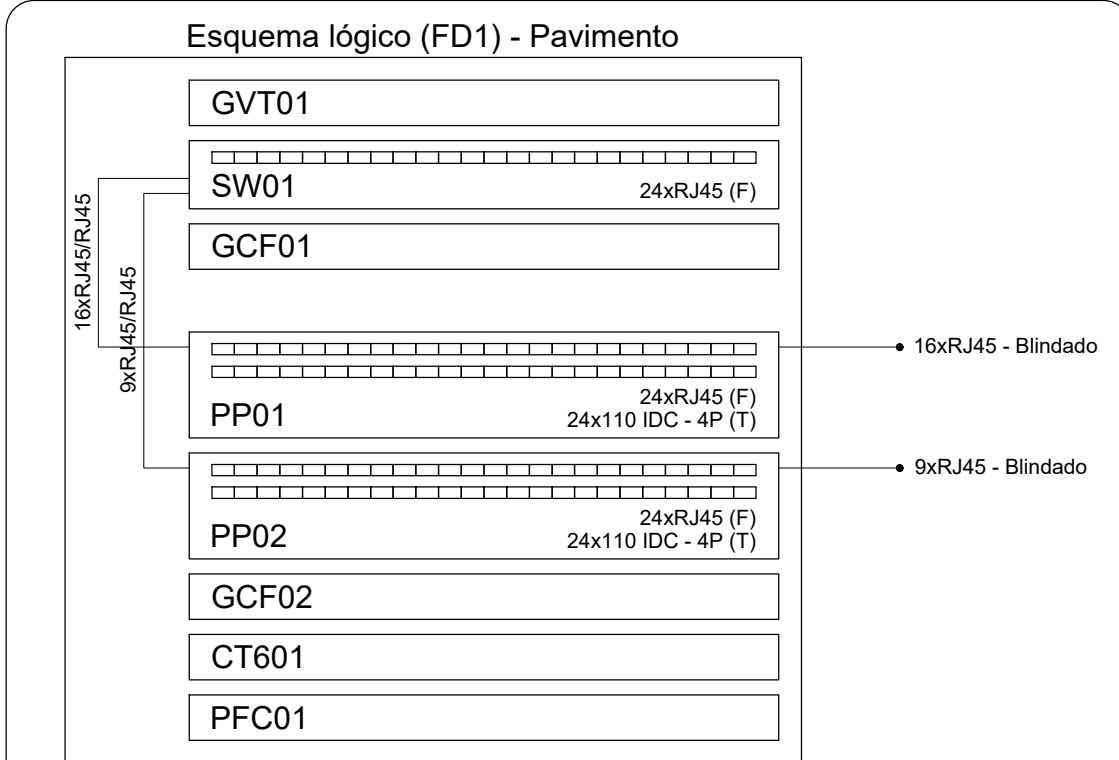 Esquema lógico (FD1) - Pavimento
GVT01
SW01
24xRJ45 (F)
GCF01
16xRJ45/RJ45
9xRJ45/RJ45
16xRJ45 - Blindado
24xRJ45 (F)
PP01
24x110 IDC - 4P (T)
9xRJ45 - Blindado
24xRJ45 (F)
PP02
24x110 IDC - 4P (T)
GCF02
CT601
PFC01